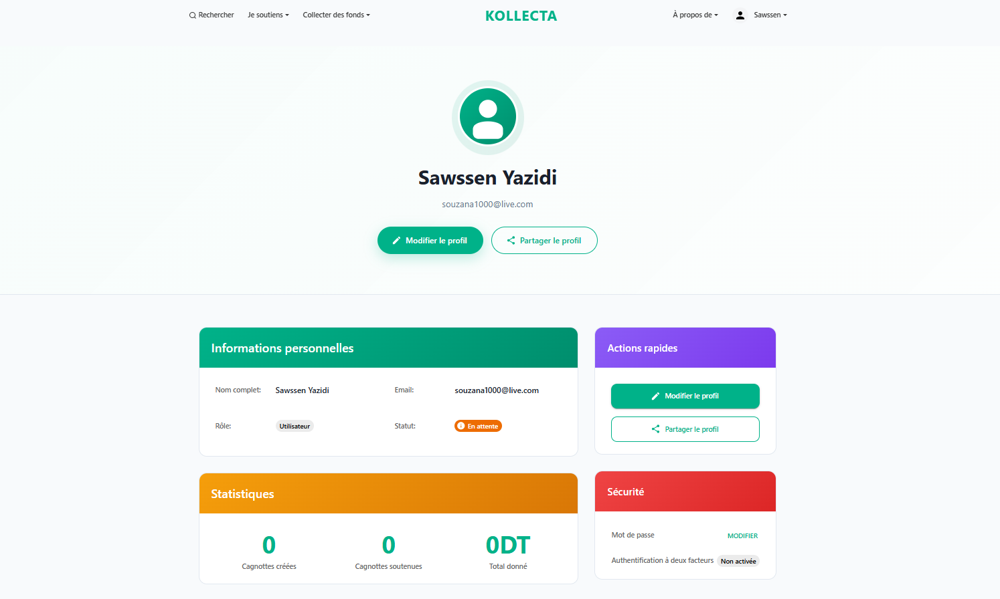 Rechercher Je soutiens Collecter des fonds KOLLECTA À propos de Sawssen
Sawssen Yazidi
souzana1000@live.com
Modifier le profil Partager le profil
Informations personnelles
Nom complet: Sawssen Yazidi Email: souzana1000@live.com
Rôle: Utilisateur Statut: En attente
Actions rapides
Modifier le profil
Partager le profil
Statistiques
0 0 0DT
Cagnottes créées Cagnottes soutenues Total donné
Sécurité
Mot de passe MODIFIER
Authentification à deux facteurs Non activée